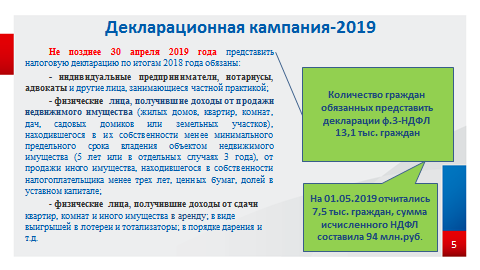 Декларационная кампания-2019
Не позднее 30 апреля 2019 года представить
налоговую декларацию по итогам 2018 года обязаны:
- индивидуальные предприниматели, нотариусы,
адвокаты и другие лица, занимающиеся частной практикой;
- физические лица, получившие доходы от продажи
недвижимого имущества (жилых домов, квартир, комнат,
дач, садовых домиков или земельных участков),
находившегося в их собственности менее минимального
предельного срока владения объектом недвижимого
имущества (5 лет или в отдельных случаях 3 года), от
продажи иного имущества, находившегося в собственности
налогоплательщика менее трех лет, ценных бумаг, долей в
уставном капитале;
- физические лица, получившие доходы от сдачи
квартир, комнат и иного имущества в аренду; в виде
выигрышей в лотереи и тотализаторы; в порядке дарения и
т.д.
Количество граждан
обязанных представить
декларации ф.3-НДФЛ
13,1 тыс. граждан
На 01.05.2019 отчитались
7,5 тыс. граждан, сумма
исчисленного НДФЛ
составила 94 млн.руб.
5